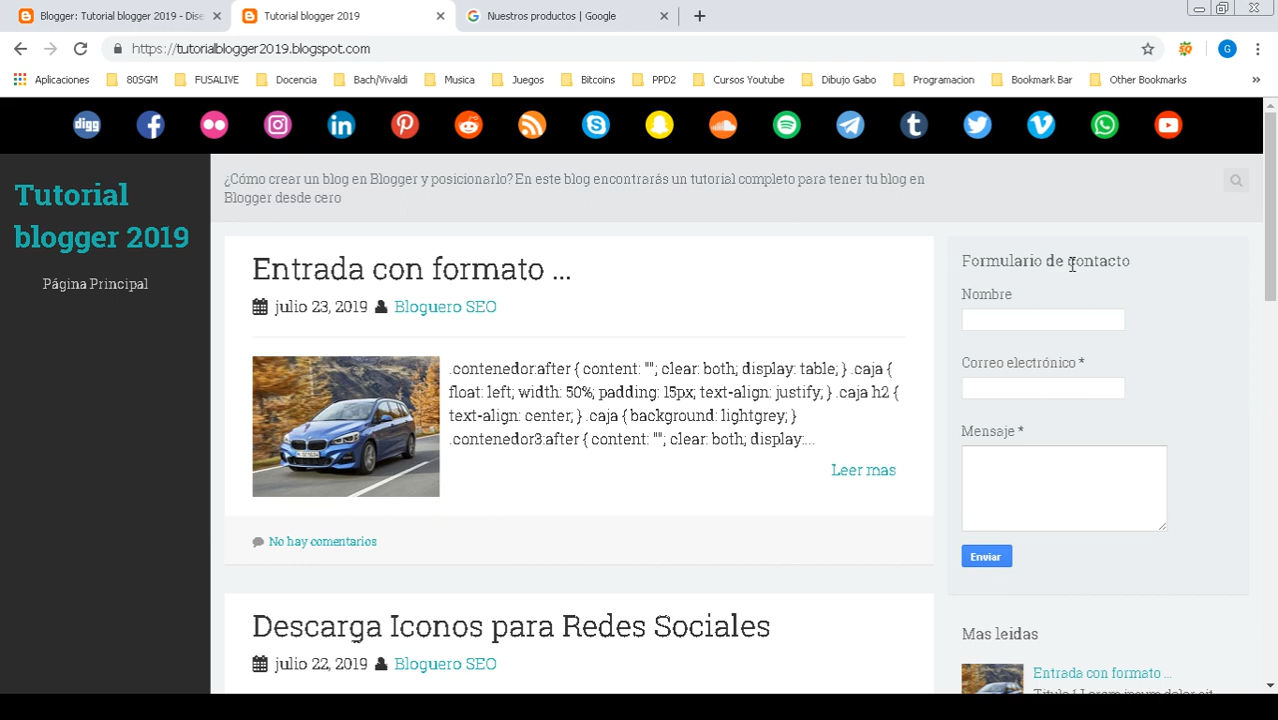 Blogger: Tutorial blogger 2019 - Dise
Tutorial blogger 2019
Nuestros productos | Google
https://tutorialblogger2019.blogspot.com
G
Aplicaciones
80SGM
FUSALIVE
Docencia
Bach/Vivaldi
Musica
Juegos
Bitcoins
PPD2
Cursos Youtube
Dibujo Gabo
Programacion
Bookmark Bar
Other Bookmarks
»
digg
Tutorial
blogger 2019
Página Principal
¿Cómo crear un blog en Blogger y posicionarlo? En este blog encontrarás un tutorial completo para tener tu blog en
Blogger desde cero
Entrada con formato ...
julio 23, 2019 Bloguero SEO
.contenedor:after { content: ""; clear: both; display: table; } .caja {
float: left; width: 50%; padding: 15px; text-align: justify; } .caja h2 {
text-align: center; } .caja { background: lightgrey; }
.contenedor3:after { content: ""; clear: both; display:...
Leer mas
No hay comentarios
Descarga Iconos para Redes Sociales
julio 22, 2019 Bloguero SEO
Formulario de contacto
Nombre
Correo electrónico *
Mensaje *
Enviar
Mas leidas
Entrada con formato ...